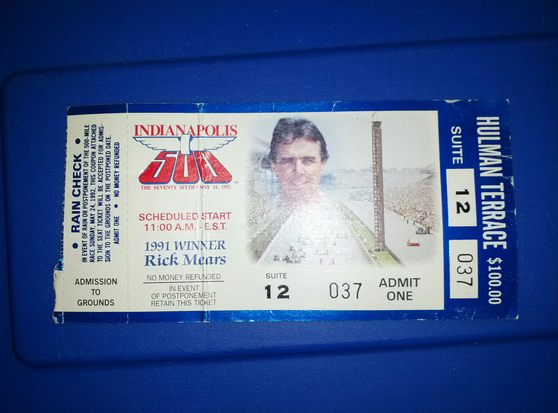 • RAIN CHECK •
IN EVENT OF RAIN OR POSTPONEMENT OF THE 500-MILE
RACE SUNDAY, MAY 24, 1992, THIS COUPON ATTACHED
TO THE SEAT TICKET WILL BE ACCEPTED FOR ADMIS-
SION TO THE GROUNDS ON THE POSTPONED DATE.
ADMIT ONE • NO MONEY REFUNDED
ADMISSION
TO
GROUNDS
INDIANAPOLIS
500
THE SEVENTY SIXTH • MAY 24, 1992
SCHEDULED START
11:00 A.M.-E.S.T.
1991 WINNER
Rick Mears
NO MONEY REFUNDED
IN EVENT
OF POSTPONEMENT
RETAIN THIS TICKET
SUITE
12
037
ADMIT
ONE
SUITE
12
037
HULMAN TERRACE $100.00